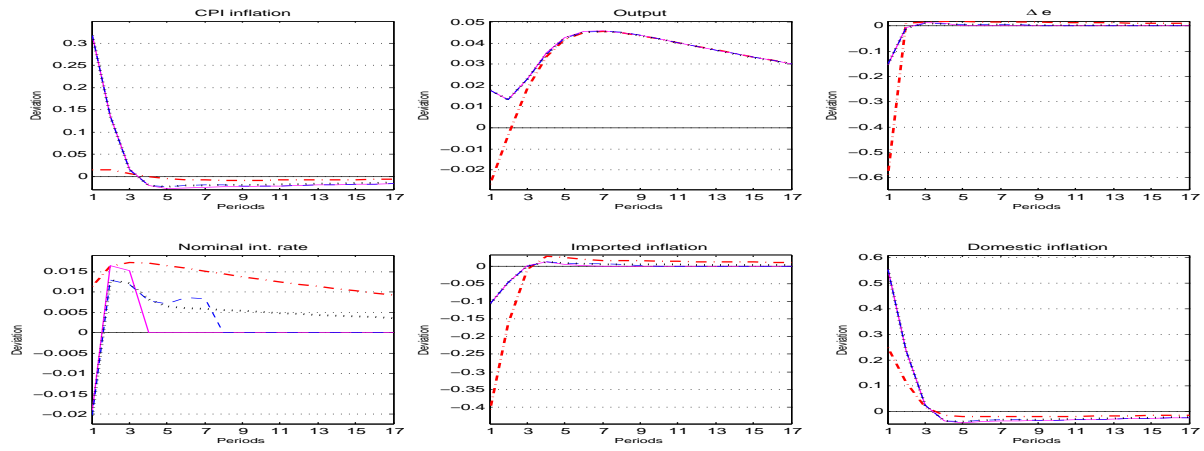 CPI inflation
Deviation
0.3
0.25
0.2
0.15
0.1
0.05
0
1 3 5 7 9 11 13 15 17
Periods
Output
Deviation
0.05
0.04
0.03
0.02
0.01
0
−0.01
−0.02
1 3 5 7 9 11 13 15 17
Periods
Δ e
Deviation
0
−0.1
−0.2
−0.3
−0.4
−0.5
−0.6
1 3 5 7 9 11 13 15 17
Periods
Nominal int. rate
Deviation
0.015
0.01
0.005
0
−0.005
−0.01
−0.015
−0.02
1 3 5 7 9 11 13 15 17
Periods
Imported inflation
Deviation
0
−0.05
−0.1
−0.15
−0.2
−0.25
−0.3
−0.35
−0.4
1 3 5 7 9 11 13 15 17
Periods
Domestic inflation
Deviation
0.6
0.5
0.4
0.3
0.2
0.1
0
1 3 5 7 9 11 13 15 17
Periods